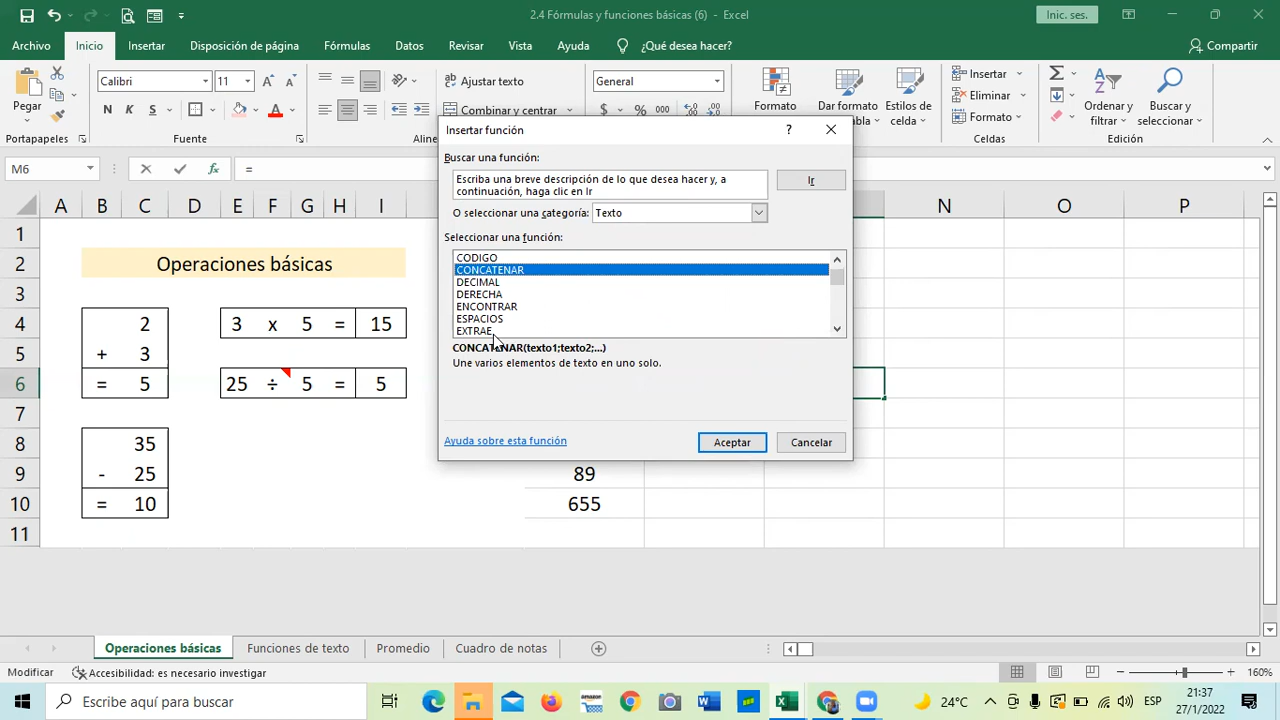 2.4 Fórmulas y funciones básicas (6) - Excel
Inic. ses.
Archivo Inicio Insertar Disposición de página Fórmulas Datos Revisar Vista Ayuda ¿Qué desea hacer? Compartir
Pegar
Calibri 11
N K S
Ajustar texto
Combinar y centrar
General
$ % 000
Formato
Dar formato
Estilos de
celda
Insertar
Eliminar
Formato
Ordenar y
filtrar
Buscar y
seleccionar
Portapapeles Fuente Celdas Edición
M6 fx =
Insertar función ?
Buscar una función:
Escriba una breve descripción de lo que desea hacer y, a
continuación, haga clic en Ir
Ir
O seleccionar una categoría: Texto
Seleccionar una función:
CODIGO
CONCATENAR
DECIMAL
DERECHA
ENCONTRAR
ESPACIOS
EXTRAE
CONCATENAR(texto1;texto2;...)
Une varios elementos de texto en uno solo.
Ayuda sobre esta función
Aceptar Cancelar
A B C D E F G H I N O P
1
2 Operaciones básicas
3
4 2 3 x 5 = 15
5 + 3
6 = 5 25 ÷ 5 = 5
7
8 35
9 - 25 89
10 = 10 655
11
Operaciones básicas Funciones de texto Promedio Cuadro de notas
Modificar Accesibilidad: es necesario investigar 160%
Escribe aquí para buscar
amazon
24°C ESP
21:37
27/1/2022